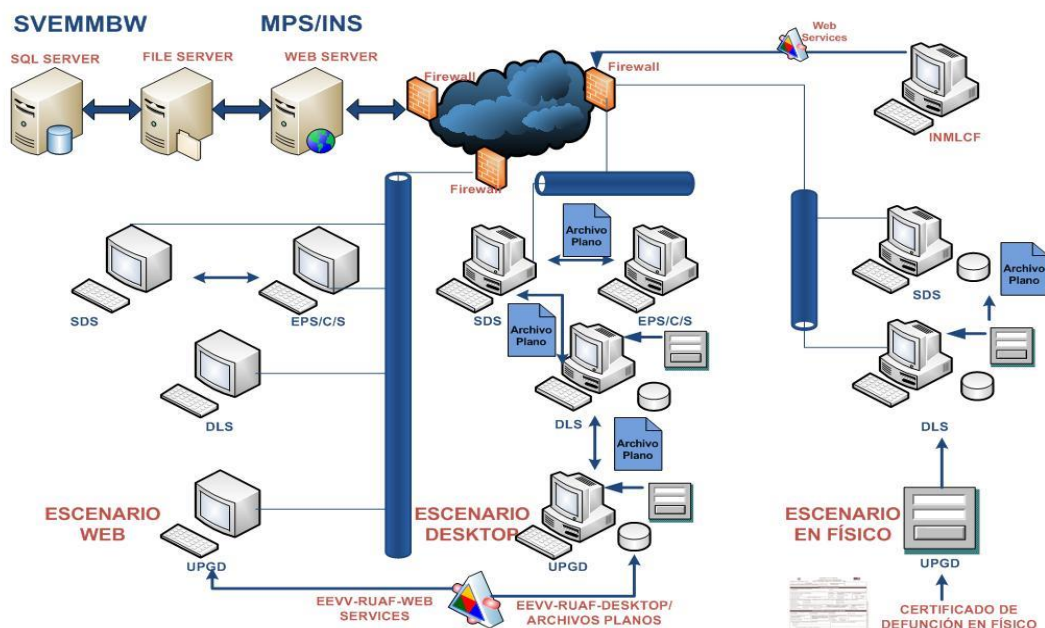 SVEMMBW
MPS/INS
SQL SERVER
FILE SERVER
WEB SERVER
Firewall
Firewall
Firewall
Web
Services
INMLCF
SDS
EPS/C/S
DLS
ESCENARIO
WEB
UPGD
Archivo
Plano
SDS
EPS/C/S
Archivo
Plano
DLS
Archivo
Plano
ESCENARIO
DESKTOP
UPGD
EEVV-RUAF-WEB
SERVICES
EEVV-RUAF-DESKTOP/
ARCHIVOS PLANOS
Archivo
Plano
SDS
DLS
ESCENARIO
EN FÍSICO
UPGD
CERTIFICADO DE
DEFUNCIÓN EN FÍSICO